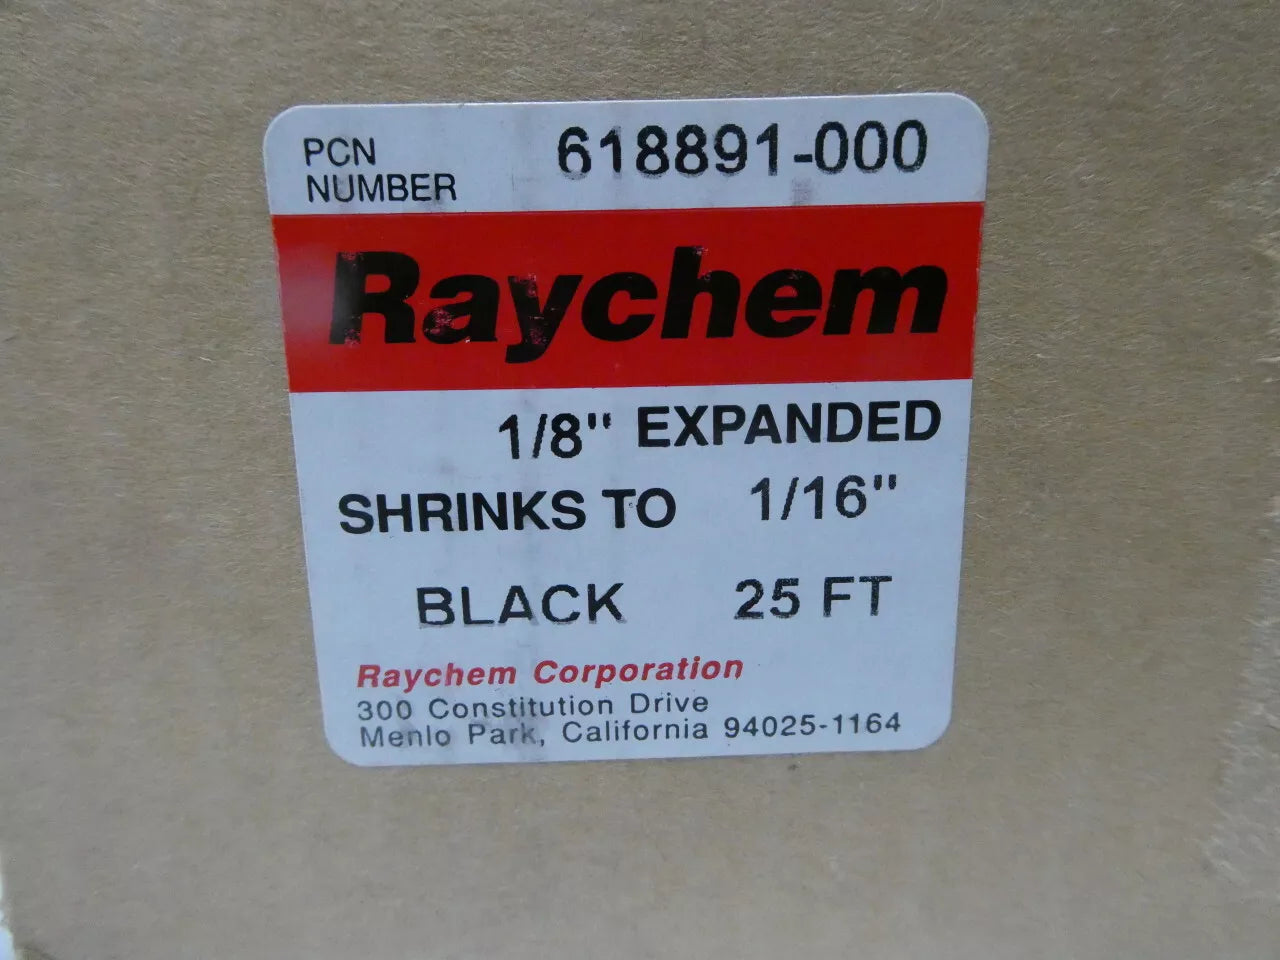 PCN
NUMBER 618891-000
Raychem
1/8" EXPANDED
SHRINKS TO 1/16"
BLACK 25 FT
Raychem Corporation
300 Constitution Drive
Menlo Park, California 94025-1164